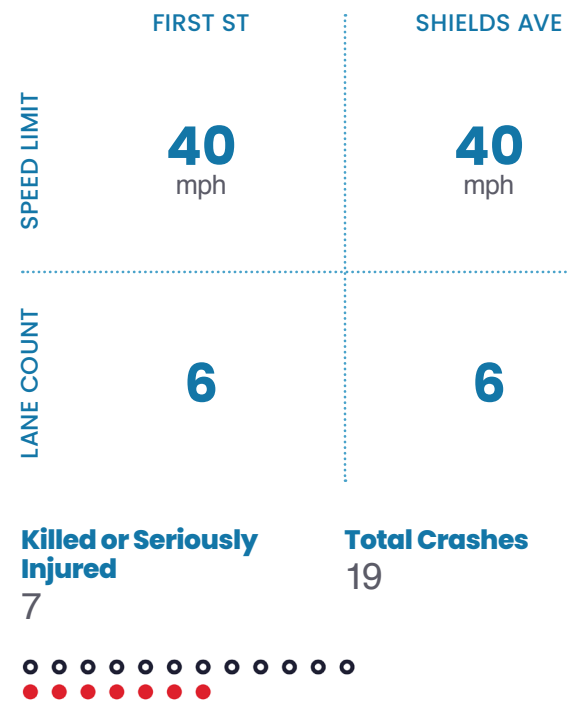 FIRST ST
SHIELDS AVE
SPEED LIMIT
40
mph
40
mph
LANE COUNT
6
6
Killed or Seriously
Injured
7
Total Crashes
19